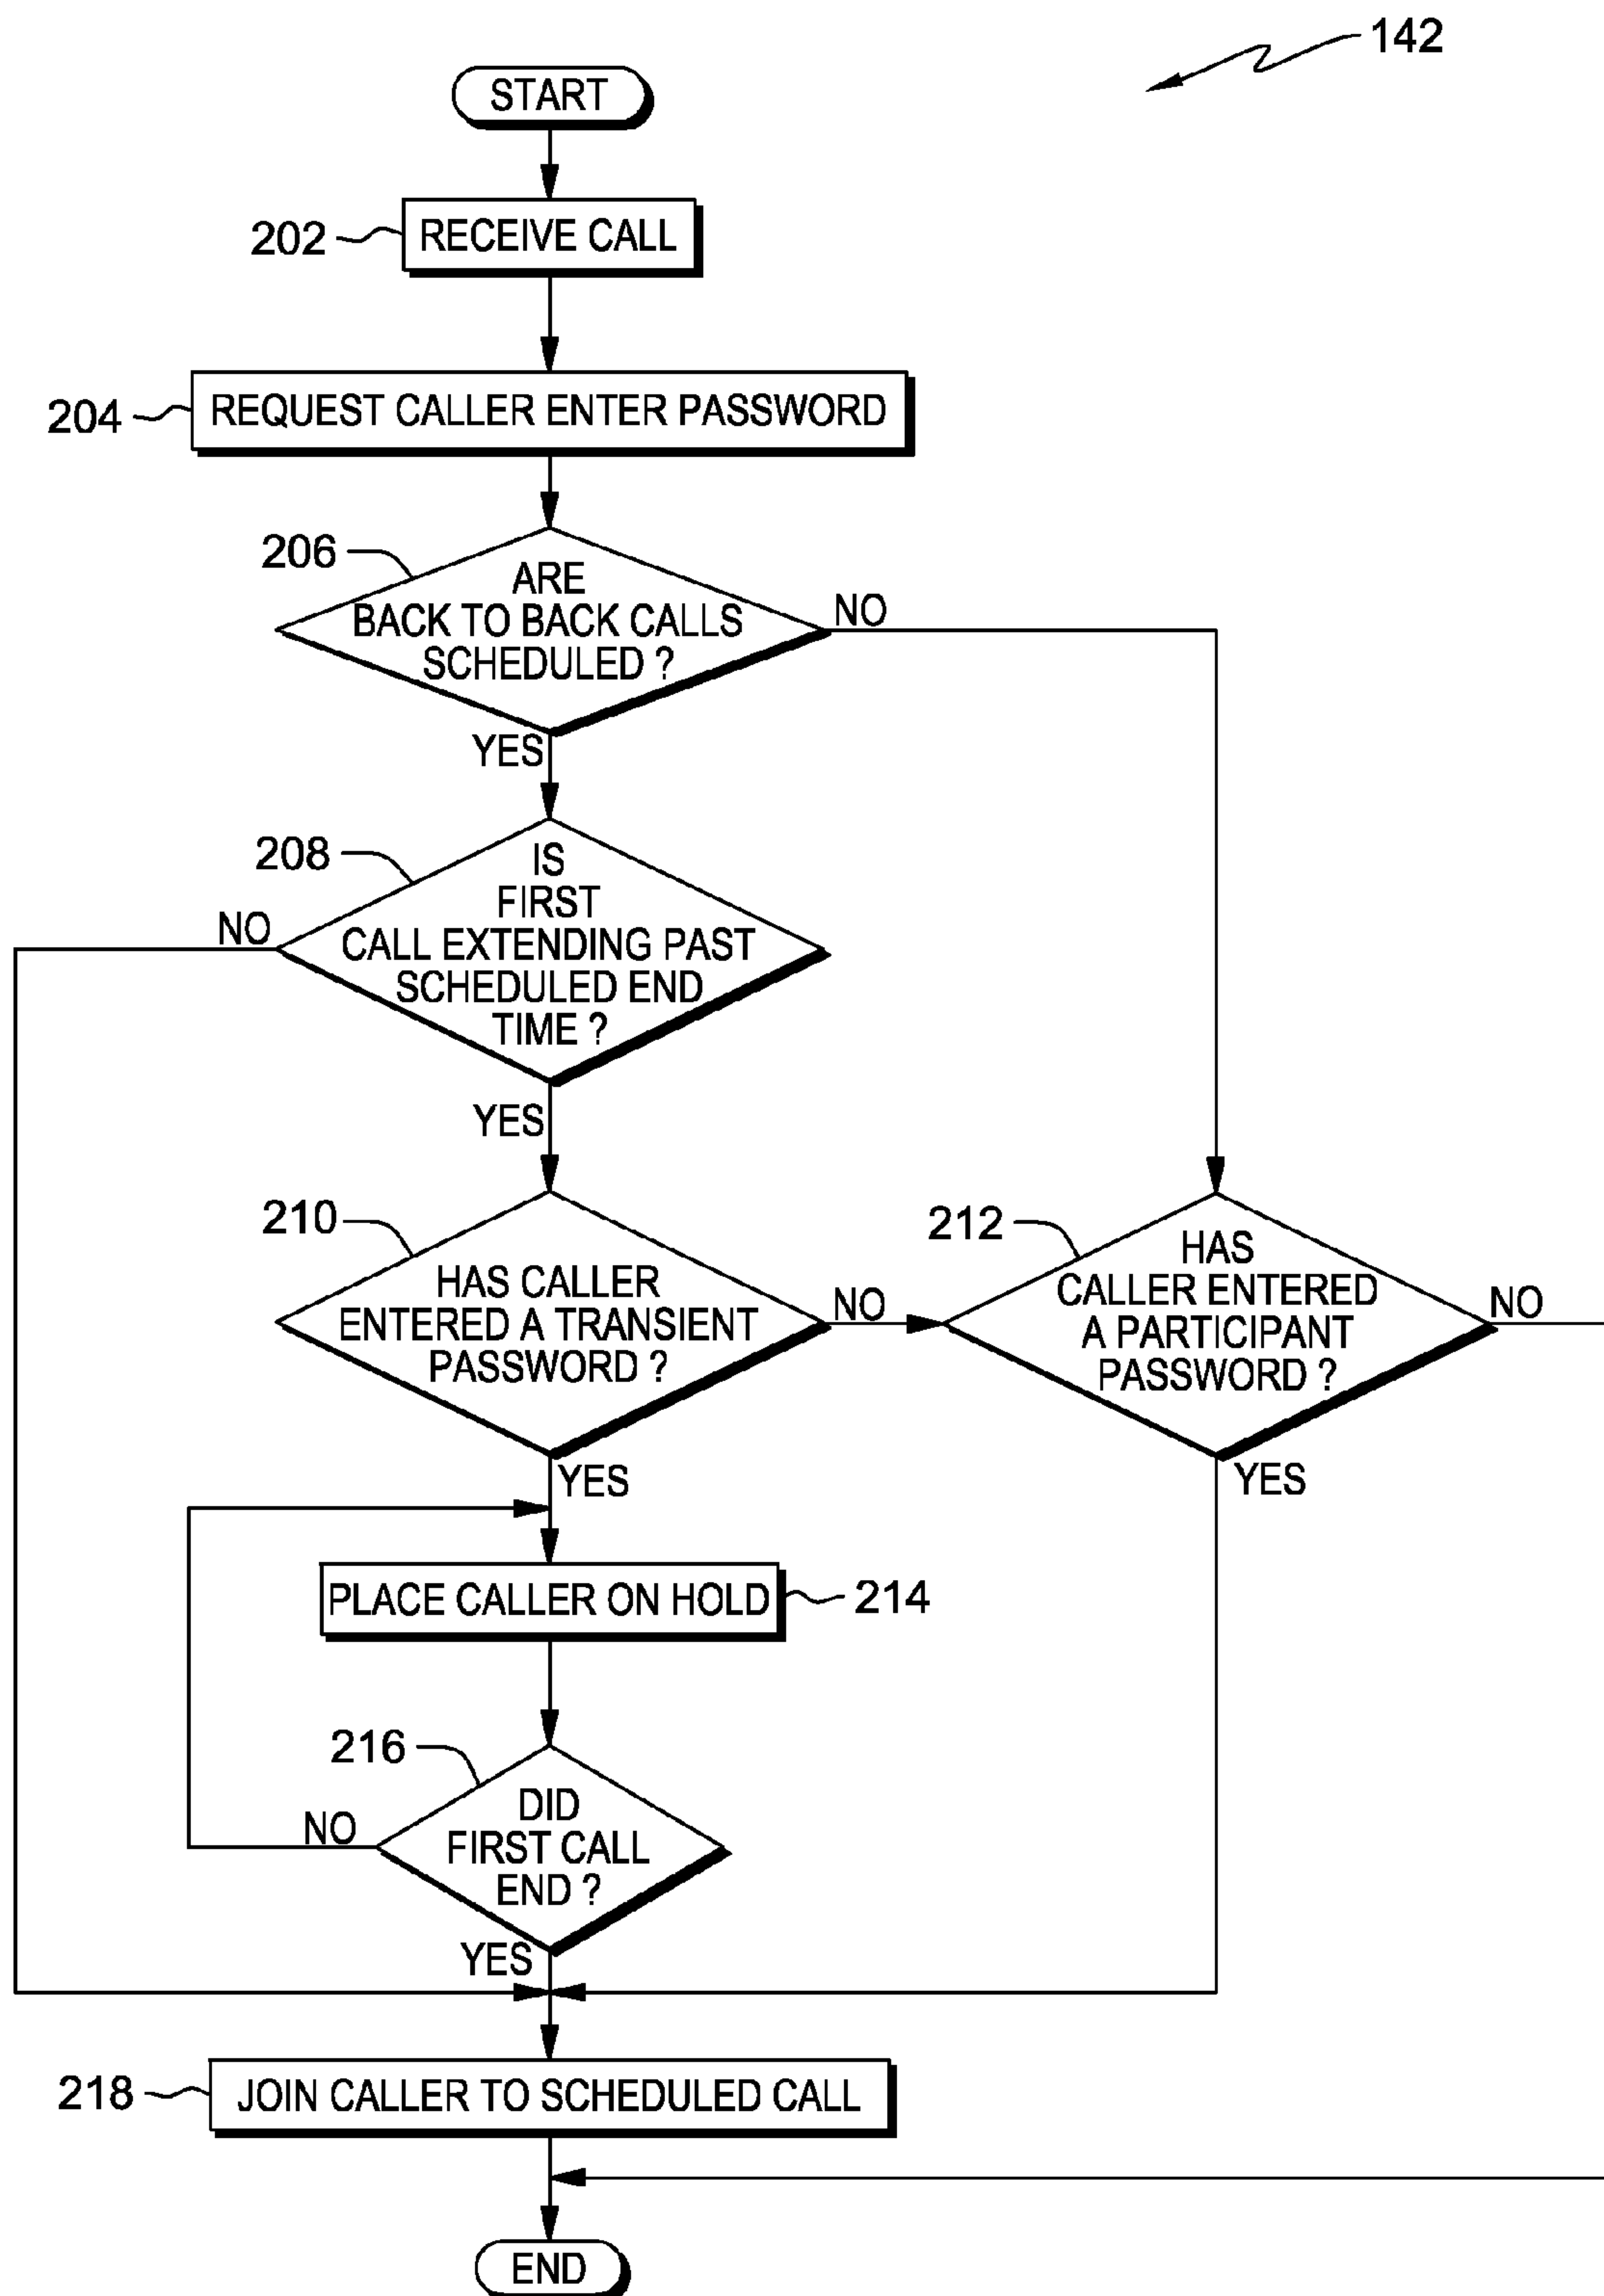 142
START
202
RECEIVE CALL
204
REQUEST CALLER ENTER PASSWORD
206
ARE
BACK TO BACK CALLS
SCHEDULED ?
NO
YES
208
IS
FIRST
CALL EXTENDING PAST
SCHEDULED END
TIME ?
NO
YES
210
HAS CALLER
ENTERED A TRANSIENT
PASSWORD ?
NO
YES
212
HAS
CALLER ENTERED
A PARTICIPANT
PASSWORD ?
NO
YES
PLACE CALLER ON HOLD
214
216
DID
FIRST CALL
END ?
NO
YES
218
JOIN CALLER TO SCHEDULED CALL
END